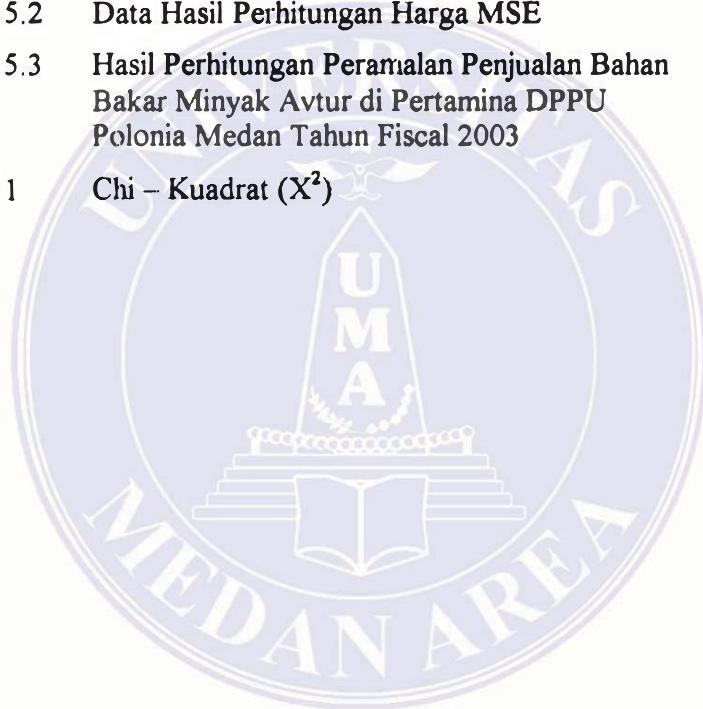 5.2 Data Hasil Perhitungan Harga MSE
5.3 Hasil Perhitungan Peramalan Penjualan Bahan
Bakar Minyak Avtur di Pertamina DPPU
Polonia Medan Tahun Fiscal 2003
1 Chi – Kuadrat (X²)
UNIVERSITAS
UMA
MEDAN AREA